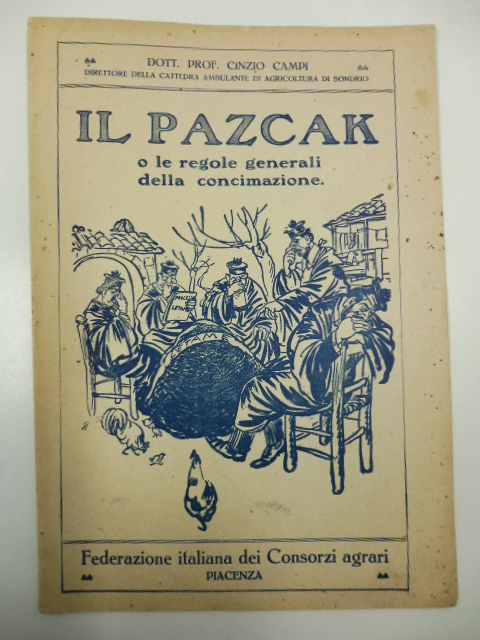 DOTT. PROF. CINZIO CAMPI
DIRETTORE DELLA CATTEDRA AMBULANTE DI AGRICOLTURA DI SONDRIO
IL PAZCAK
o le regole generali
della concimazione.
Federazione italiana dei Consorzi agrari
PIACENZA